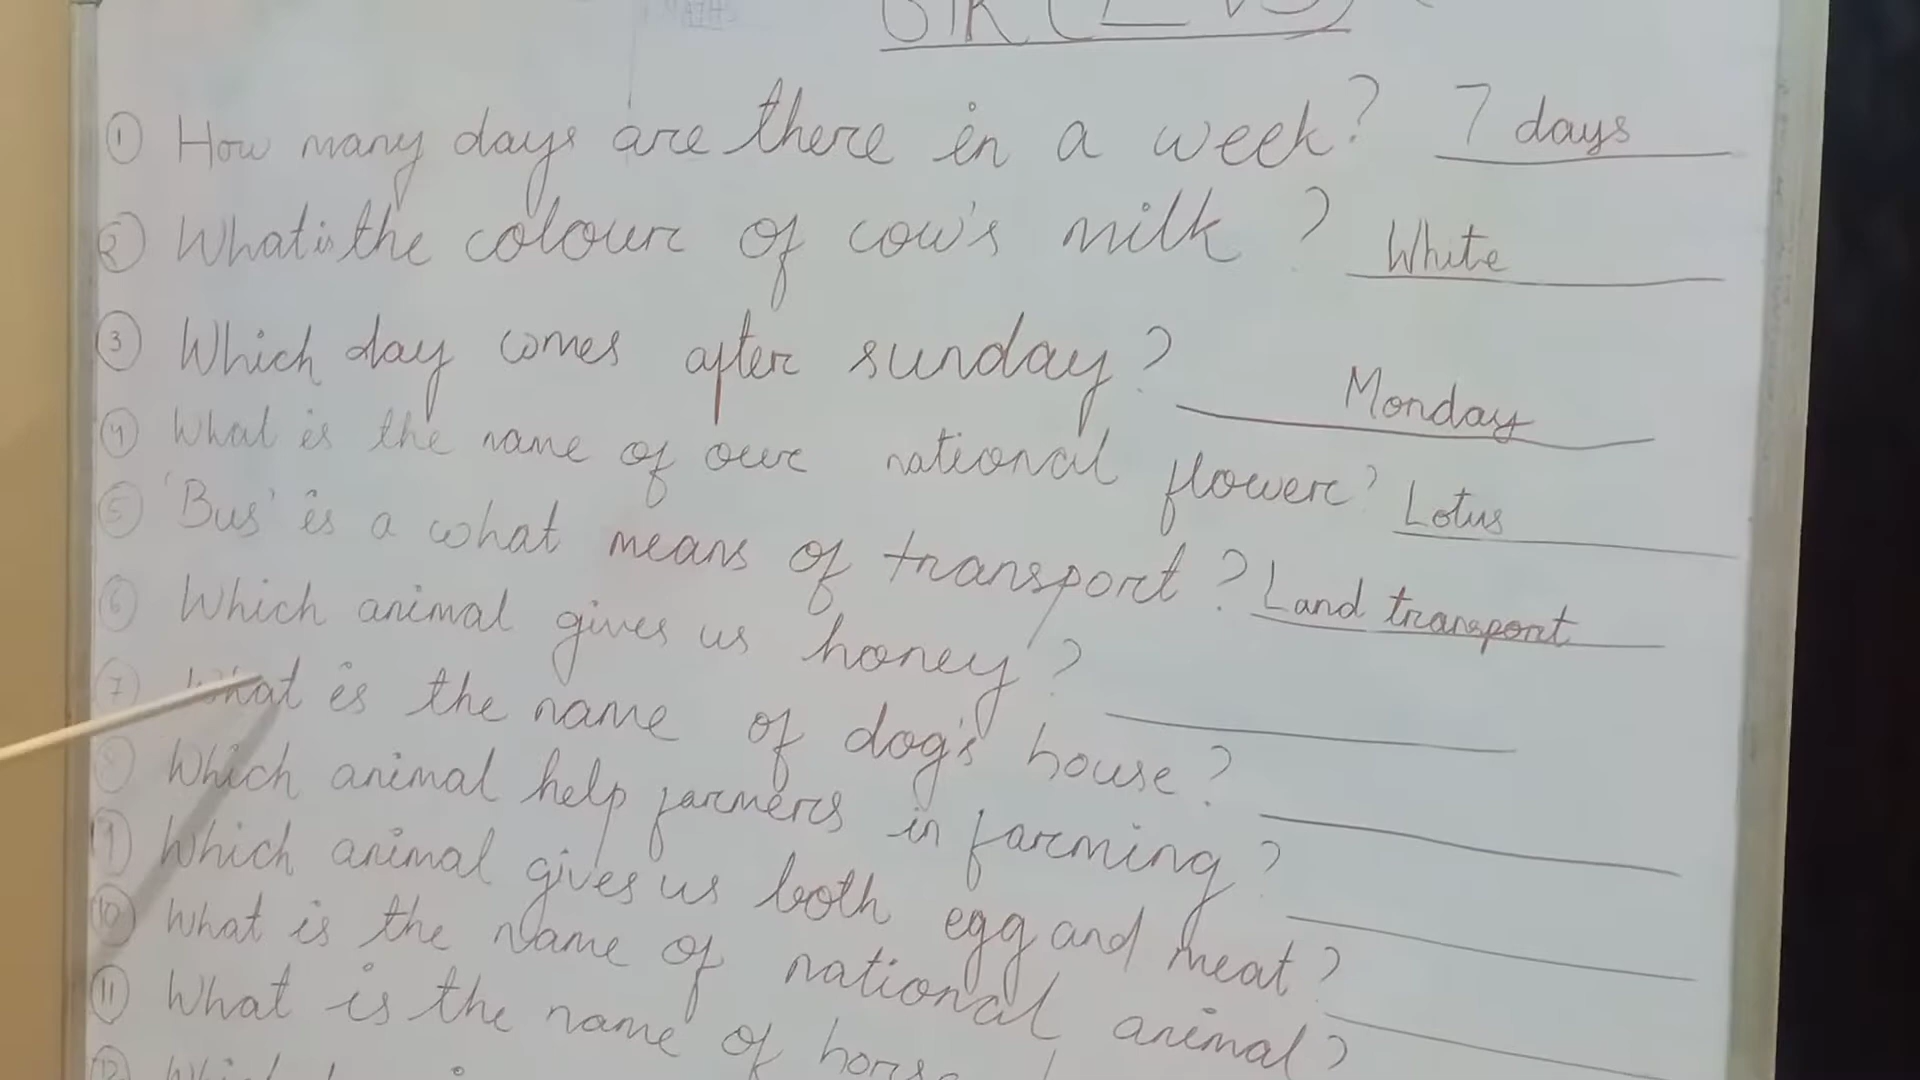 ① How many days are there in a week? 7 days
② What is the colour of cow's milk ? White
③ Which day comes after sunday? Monday
④ What is the name of our national flower? Lotus
⑤ 'Bus' is a what means of transport ? Land transport
⑥ Which animal gives us honey?
⑦ What is the name of dog's house?
⑧ Which animal help farmers in farming?
⑨ Which animal gives us both egg and meat?
⑩ What is the name of national animal?
⑪ What is the name of
⑫